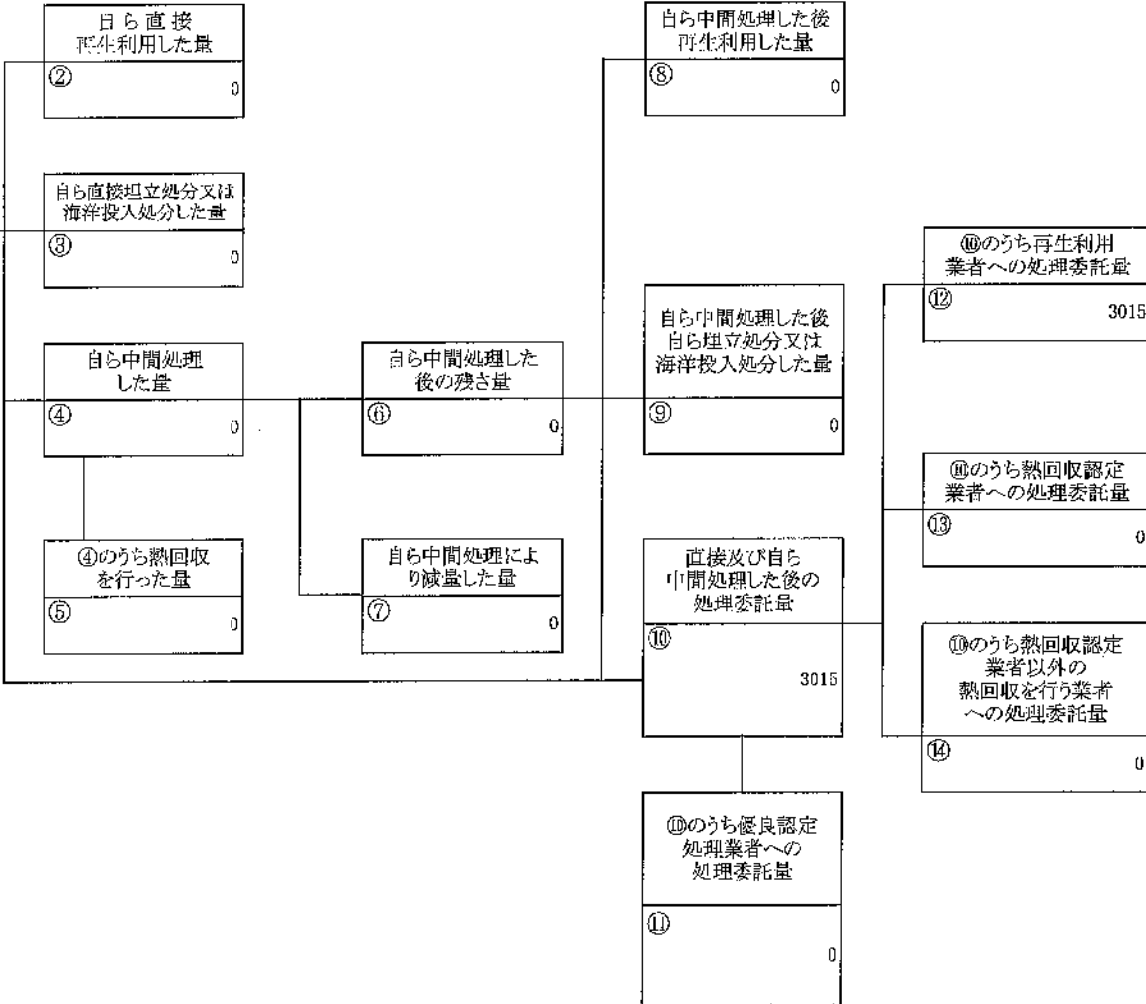 自ら直接
再生利用した量
②
0
自ら直接埋立処分又は
海洋投入処分した量
③
0
自ら中間処理
した量
④
0
④のうち熱回収
を行った量
⑤
0
自ら中間処理した
後の残さ量
⑥
0
自ら中間処理によ
り減量した量
⑦
0
自ら中間処理した後
再生利用した量
⑧
0
自ら中間処理した後
自ら埋立処分又は
海洋投入処分した量
⑨
0
直接及び自ら
中間処理した後の
処理委託量
⑩
3015
⑩のうち優良認定
処理業者への
処理委託量
⑪
0
⑩のうち再生利用
業者への処理委託量
⑫
3015
⑩のうち熱回収認定
業者への処理委託量
⑬
0
⑩のうち熱回収認定
業者以外の
熱回収を行う業者
への処理委託量
⑭
0